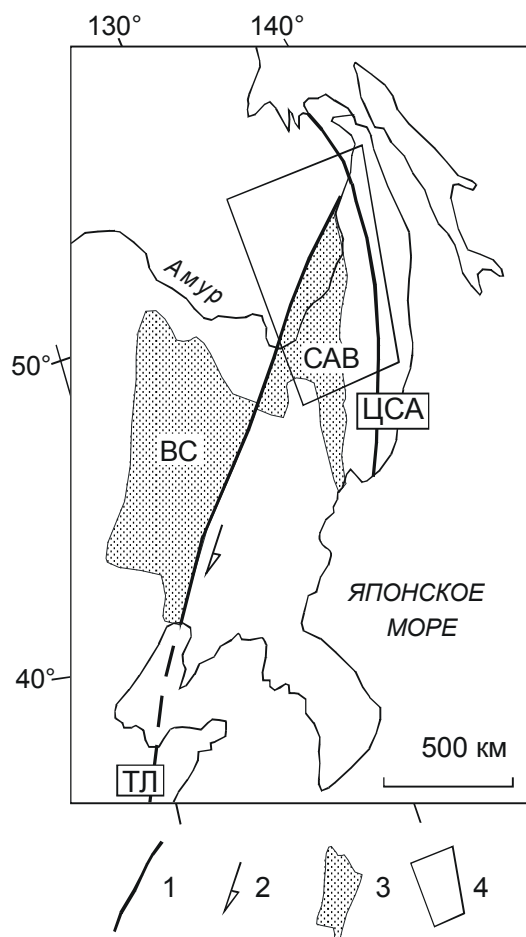 130° 140°
Амур
50°
САВ
ЦСА
ВС
ЯПОНСКОЕ
МОРЕ
40°
500 км
ТЛ
1 2 3 4